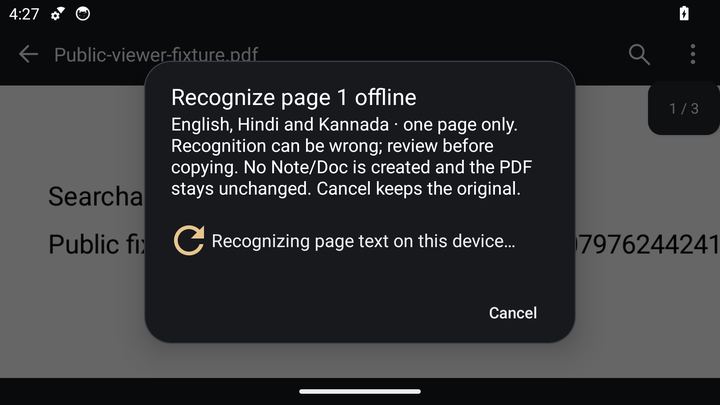 4:27
Public-viewer-fixture.pdf
1 / 3
Recognize page 1 offline
English, Hindi and Kannada · one page only.
Recognition can be wrong; review before
copying. No Note/Doc is created and the PDF
stays unchanged. Cancel keeps the original.
Recognizing page text on this device…
Cancel
Public